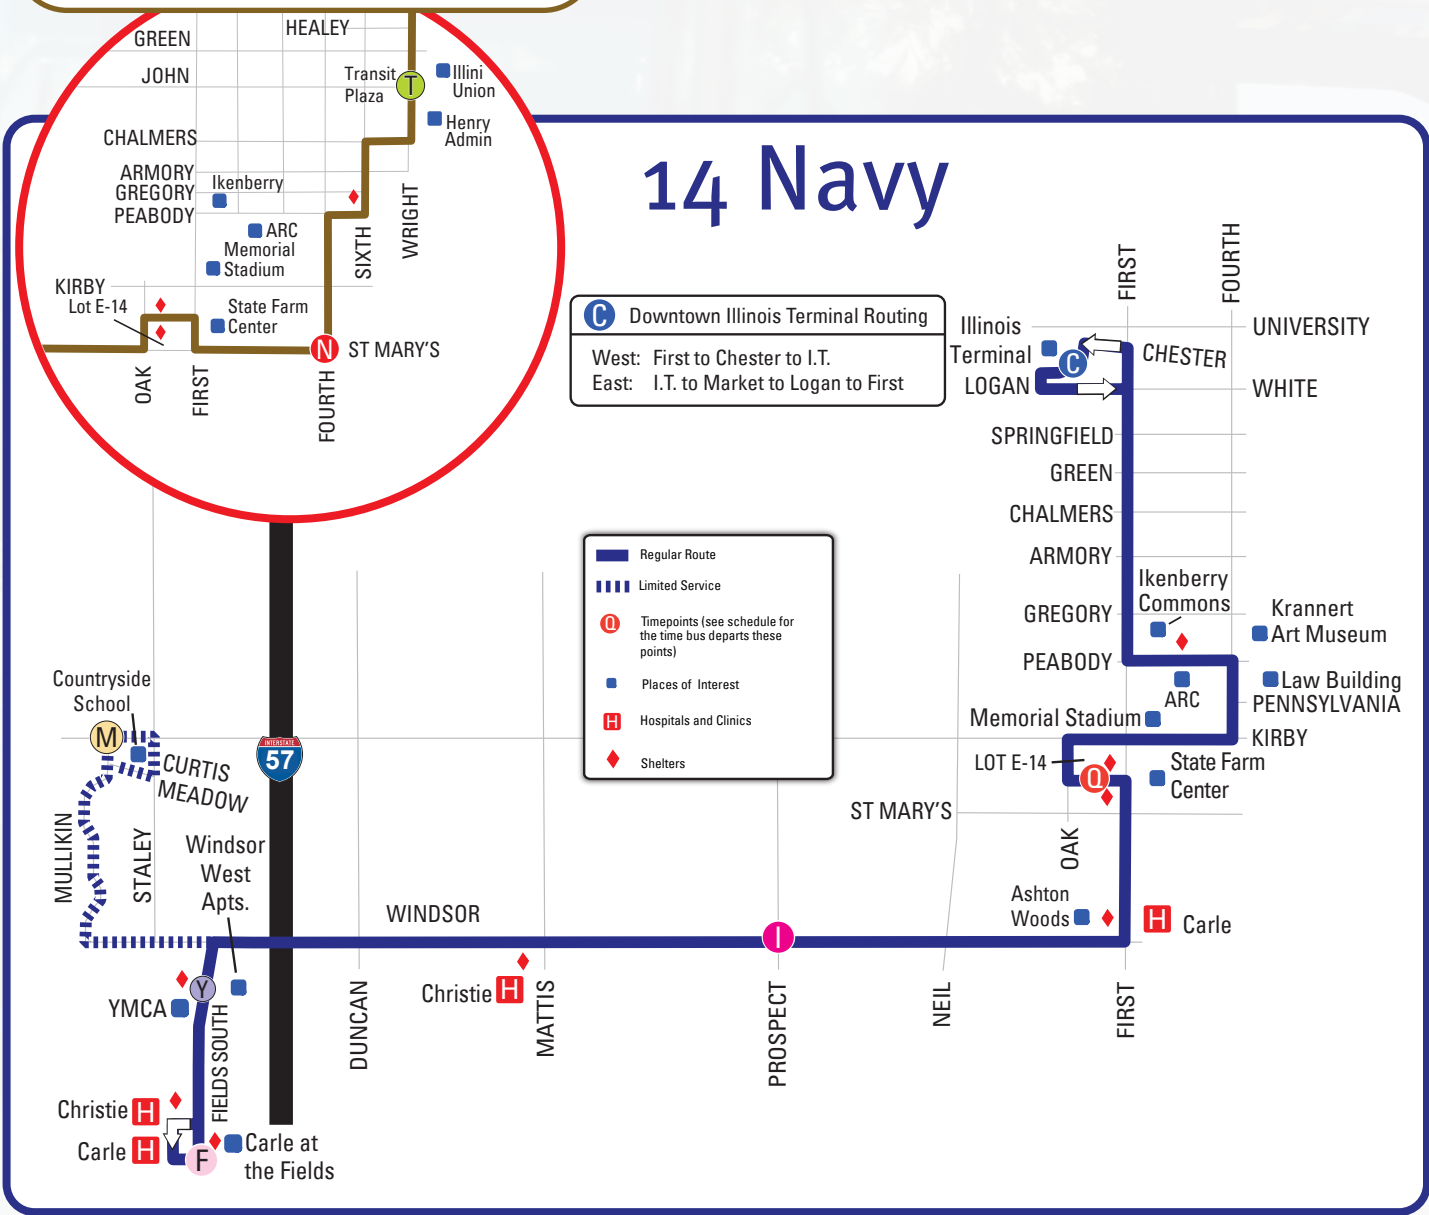 HEALEY
GREEN
JOHN
Transit
Plaza
T
Illini
Union
Henry
Admin
CHALMERS
ARMORY
GREGORY
PEABODY
Ikenberry
ARC
Memorial
Stadium
SIXTH
WRIGHT
KIRBY
Lot E-14
State Farm
Center
N
ST MARY'S
OAK
FIRST
FOURTH
14 Navy
C
Downtown Illinois Terminal Routing
West: First to Chester to I.T.
East: I.T. to Market to Logan to First
FIRST
FOURTH
Illinois
Terminal
C
LOGAN
UNIVERSITY
CHESTER
WHITE
SPRINGFIELD
GREEN
CHALMERS
ARMORY
Ikenberry
Commons
GREGORY
Krannert
Art Museum
PEABODY
ARC
Law Building
PENNSYLVANIA
Memorial Stadium
KIRBY
LOT E-14
Q
State Farm
Center
ST MARY'S
OAK
Ashton
Woods
H
Carle
Regular Route
Limited Service
Q
Timepoints (see schedule for
the time bus departs these
points)
Places of Interest
H
Hospitals and Clinics
Shelters
Countryside
School
M
CURTIS
MEADOW
INTERSTATE
57
MULLIKIN
STALEY
Windsor
West
Apts.
WINDSOR
I
Y
YMCA
FIELDS SOUTH
DUNCAN
Christie
H
MATTIS
PROSPECT
NEIL
FIRST
Christie
H
Carle
H
F
Carle at
the Fields